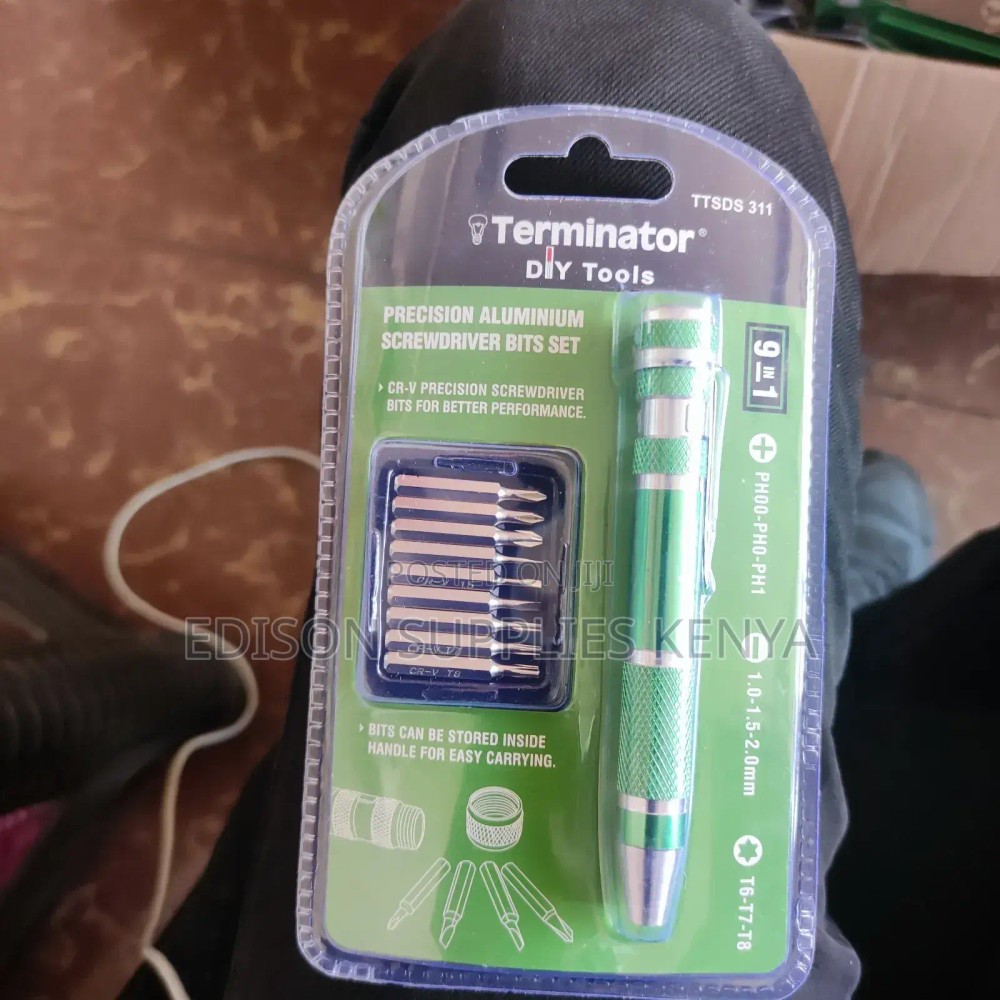 TTSDS 311
Terminator®
DIY Tools
PRECISION ALUMINIUM
SCREWDRIVER BITS SET
CR-V PRECISION SCREWDRIVER
BITS FOR BETTER PERFORMANCE.
9 IN 1
PH00-PH0-PH1
1.0-1.5-2.0mm
T6-T7-T8
CR-V T8
POSTED ON JIJI
EDISON SUPPLIES KENYA
BITS CAN BE STORED INSIDE
HANDLE FOR EASY CARRYING.